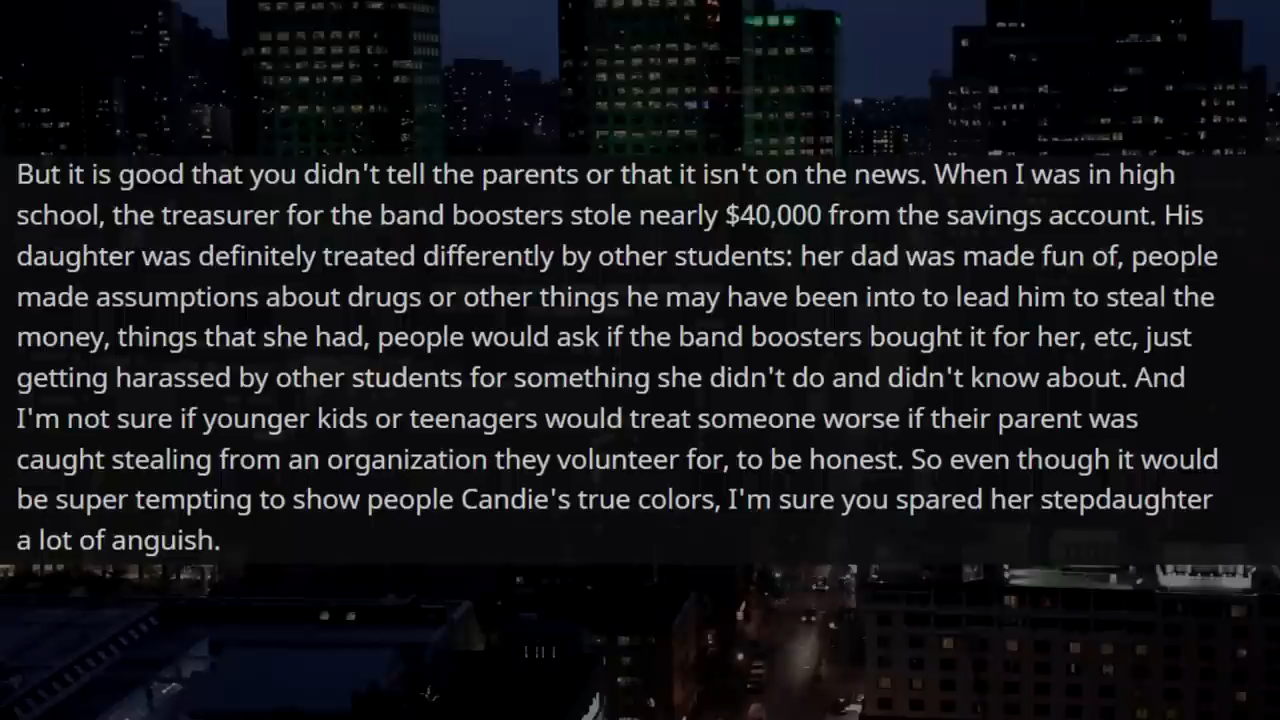 But it is good that you didn't tell the parents or that it isn't on the news. When I was in high
school, the treasurer for the band boosters stole nearly $40,000 from the savings account. His
daughter was definitely treated differently by other students: her dad was made fun of, people
made assumptions about drugs or other things he may have been into to lead him to steal the
money, things that she had, people would ask if the band boosters bought it for her, etc, just
getting harassed by other students for something she didn't do and didn't know about. And
I'm not sure if younger kids or teenagers would treat someone worse if their parent was
caught stealing from an organization they volunteer for, to be honest. So even though it would
be super tempting to show people Candie's true colors, I'm sure you spared her stepdaughter
a lot of anguish.